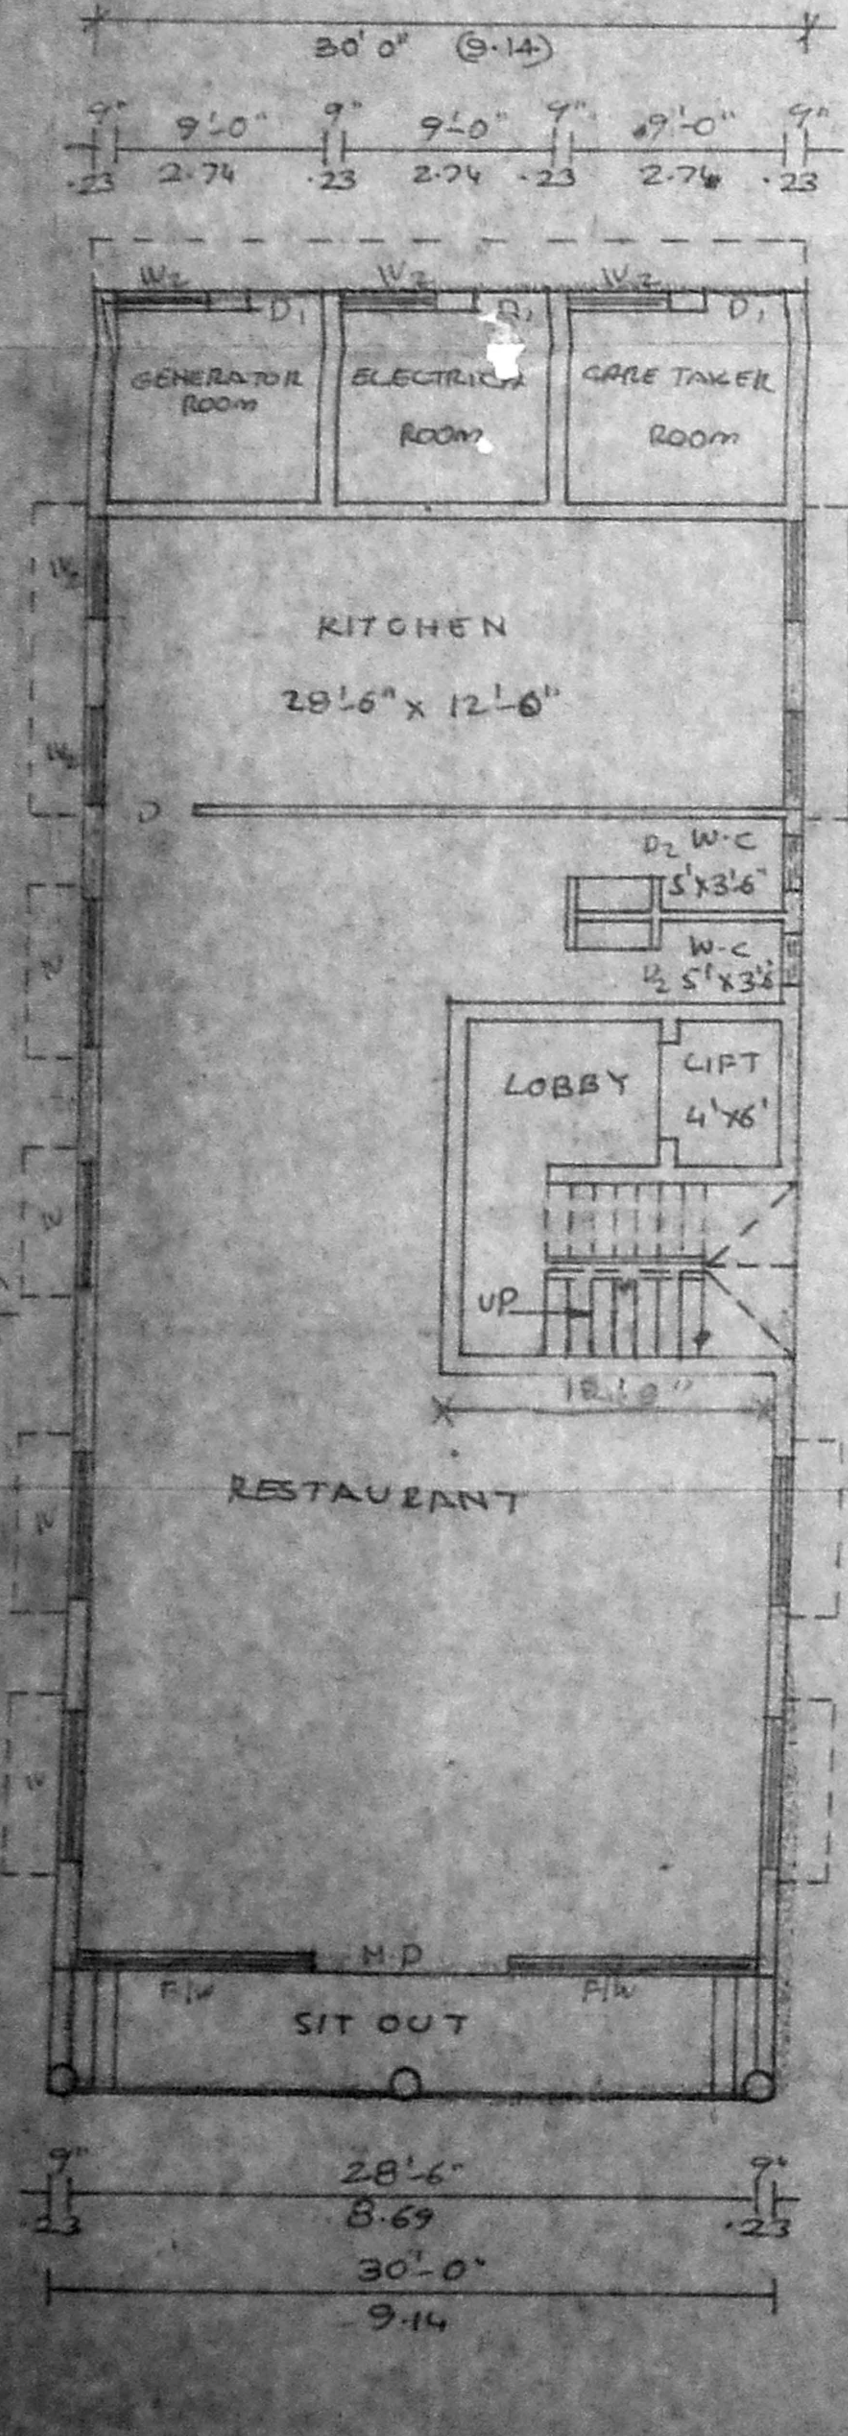 30' 0" (9.14)
9" 9'-0" 9" 9'-0" 9" 9'-0" 9"
.23 2.74 .23 2.74 .23 2.74 .23
W2 W2 W2
D1 D1 D1
GENERATOR ELECTRICA CARE TAKER
ROOM ROOM ROOM
W2
KITCHEN
28'-6" x 12'-6"
W2
D
D2 W.C
5'X3'6"
W.C
D2 5'X3'6
W
LOBBY LIFT
4'X6'
W
UP
RESTAURANT
W
W
M.D
F/W F/W
SIT OUT
9" 28'-6" 9"
.23 8.69 .23
30'-0"
9.14